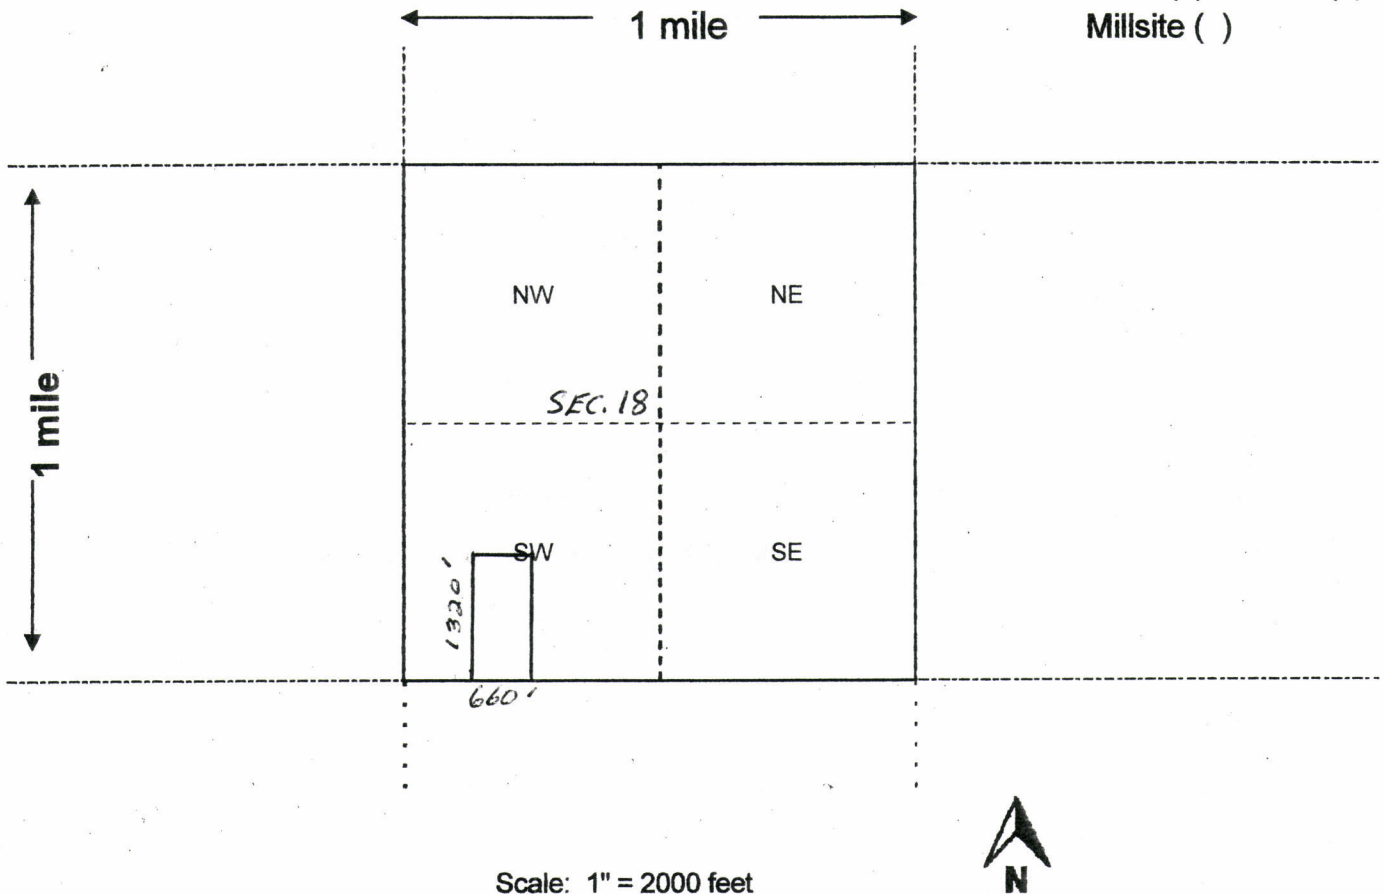 1 mile
Millsite ( )
1 mile
NW
NE
SEC. 18
SW
SE
1320'
660'
Scale: 1" = 2000 feet
N